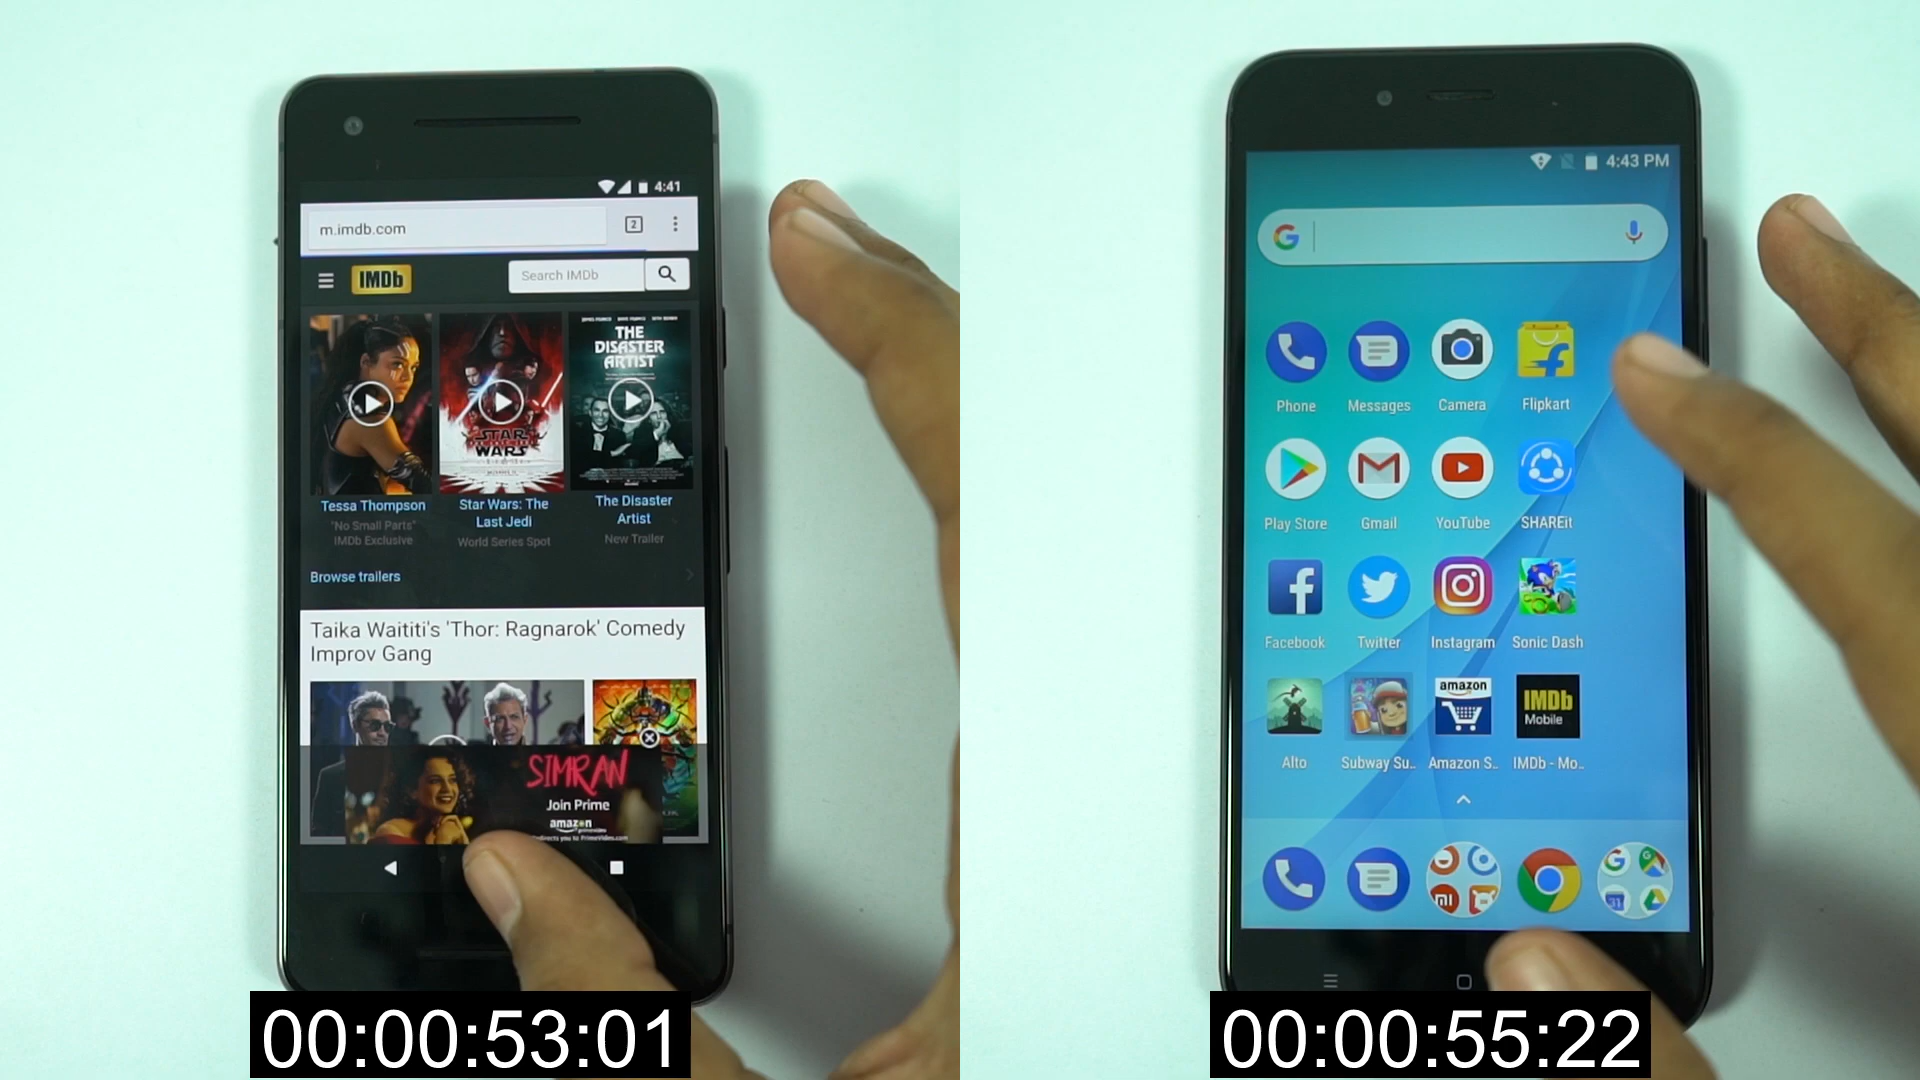 4:41
m.imdb.com
2
IMDb
Search IMDb
THE
DISASTER
ARTIST
STAR
WARS
Tessa Thompson
"No Small Parts"
IMDb Exclusive
Star Wars: The
Last Jedi
World Series Spot
The Disaster
Artist
New Trailer
Browse trailers
Taika Waititi's 'Thor: Ragnarok' Comedy
Improv Gang
SIMRAN
Join Prime
amazon
00:00:53:01
4:43 PM
G
Phone
Messages
Camera
Flipkart
Play Store
Gmail
YouTube
SHAREit
Facebook
Twitter
Instagram
Sonic Dash
amazon
IMDb
Mobile
Alto
Subway Su..
Amazon S..
IMDb - Mo..
mi
G
31
00:00:55:22